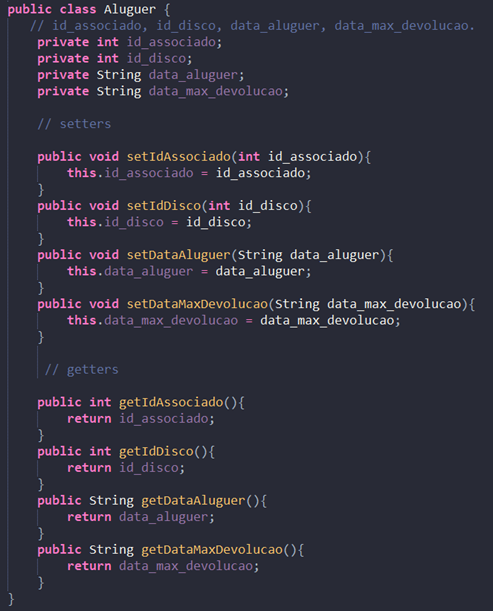 public class Aluguer {
// id_associado, id_disco, data_aluguer, data_max_devolucao.
private int id_associado;
private int id_disco;
private String data_aluguer;
private String data_max_devolucao;
// setters
public void setIdAssociado(int id_associado){
this.id_associado = id_associado;
}
public void setIdDisco(int id_disco){
this.id_disco = id_disco;
}
public void setDataAluguer(String data_aluguer){
this.data_aluguer = data_aluguer;
}
public void setDataMaxDevolucao(String data_max_devolucao){
this.data_max_devolucao = data_max_devolucao;
}
// getters
public int getIdAssociado(){
return id_associado;
}
public int getIdDisco(){
return id_disco;
}
public String getDataAluguer(){
return data_aluguer;
}
public String getDataMaxDevolucao(){
return data_max_devolucao;
}
}